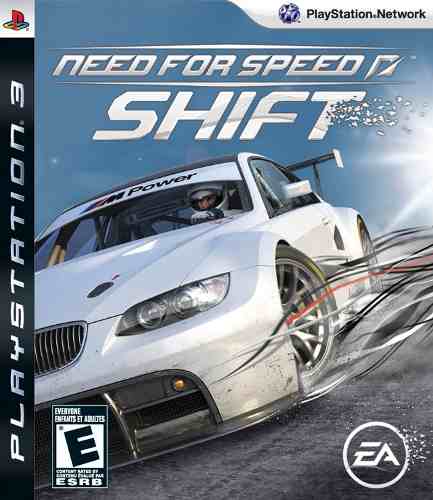 PlayStation®Network
PLAYSTATION 3
NEED FOR SPEED
SHIFT
M Power
EVERYONE
ENFANTS ET ADULTES
E
CONTENT RATED BY
ESRB
EA